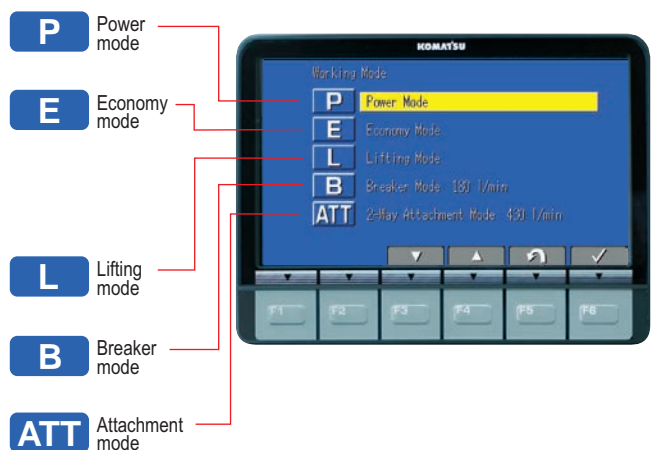 P Power
mode
E Economy
mode
L Lifting
mode
B Breaker
mode
ATT Attachment
mode
KOMATSU
Working Mode
P Power Mode
E Economy Mode
L Lifting Mode
B Breaker Mode 180 l/min
ATT 2-Way Attachment Mode 430 l/min
F1 F2 F3 F4 F5 F6